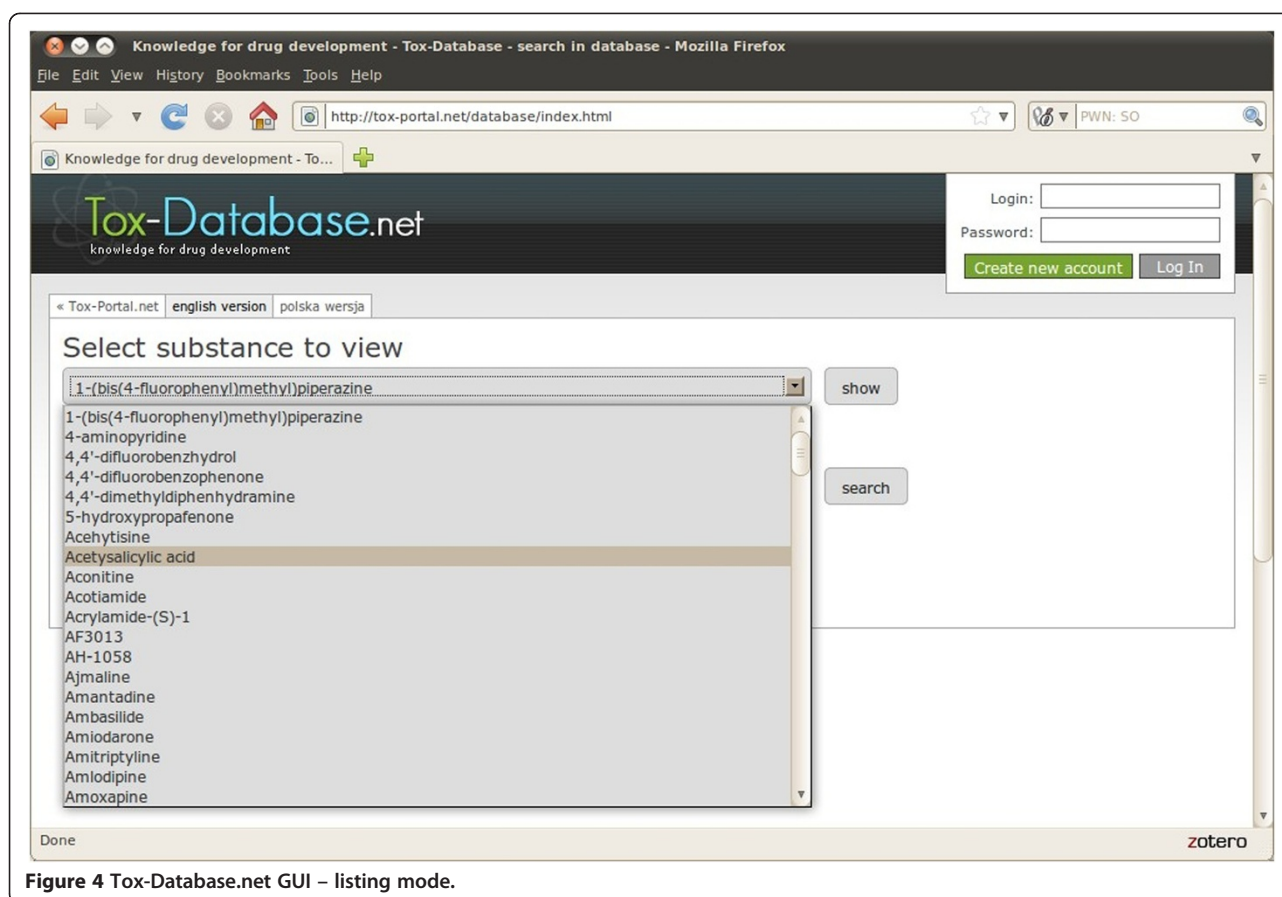 Knowledge for drug development - Tox-Database - search in database - Mozilla Firefox
File Edit View History Bookmarks Tools Help
http://tox-portal.net/database/index.html
PWN: SO
Knowledge for drug development - To...
Tox-Database.net
knowledge for drug development
Login:
Password:
Create new account Log In
« Tox-Portal.net english version polska wersja
Select substance to view
1-(bis(4-fluorophenyl)methyl)piperazine
show
1-(bis(4-fluorophenyl)methyl)piperazine
4-aminopyridine
4,4'-difluorobenzhydrol
4,4'-difluorobenzophenone
4,4'-dimethyldiphenhydramine
search
5-hydroxypropafenone
Acehytisine
Acetysalicylic acid
Aconitine
Acotiamide
Acrylamide-(S)-1
AF3013
AH-1058
Ajmaline
Amantadine
Ambasilide
Amiodarone
Amitriptyline
Amlodipine
Amoxapine
Done
zotero
Figure 4 Tox-Database.net GUI – listing mode.